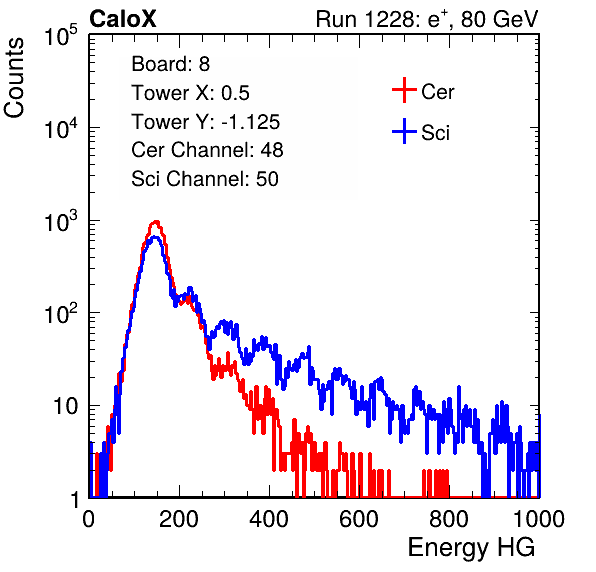 CaloX
Run 1228: e⁺, 80 GeV
Counts
Board: 8
Tower X: 0.5
Tower Y: -1.125
Cer Channel: 48
Sci Channel: 50
Cer
Sci
10⁵
10⁴
10³
10²
10
1
0 200 400 600 800 1000
Energy HG